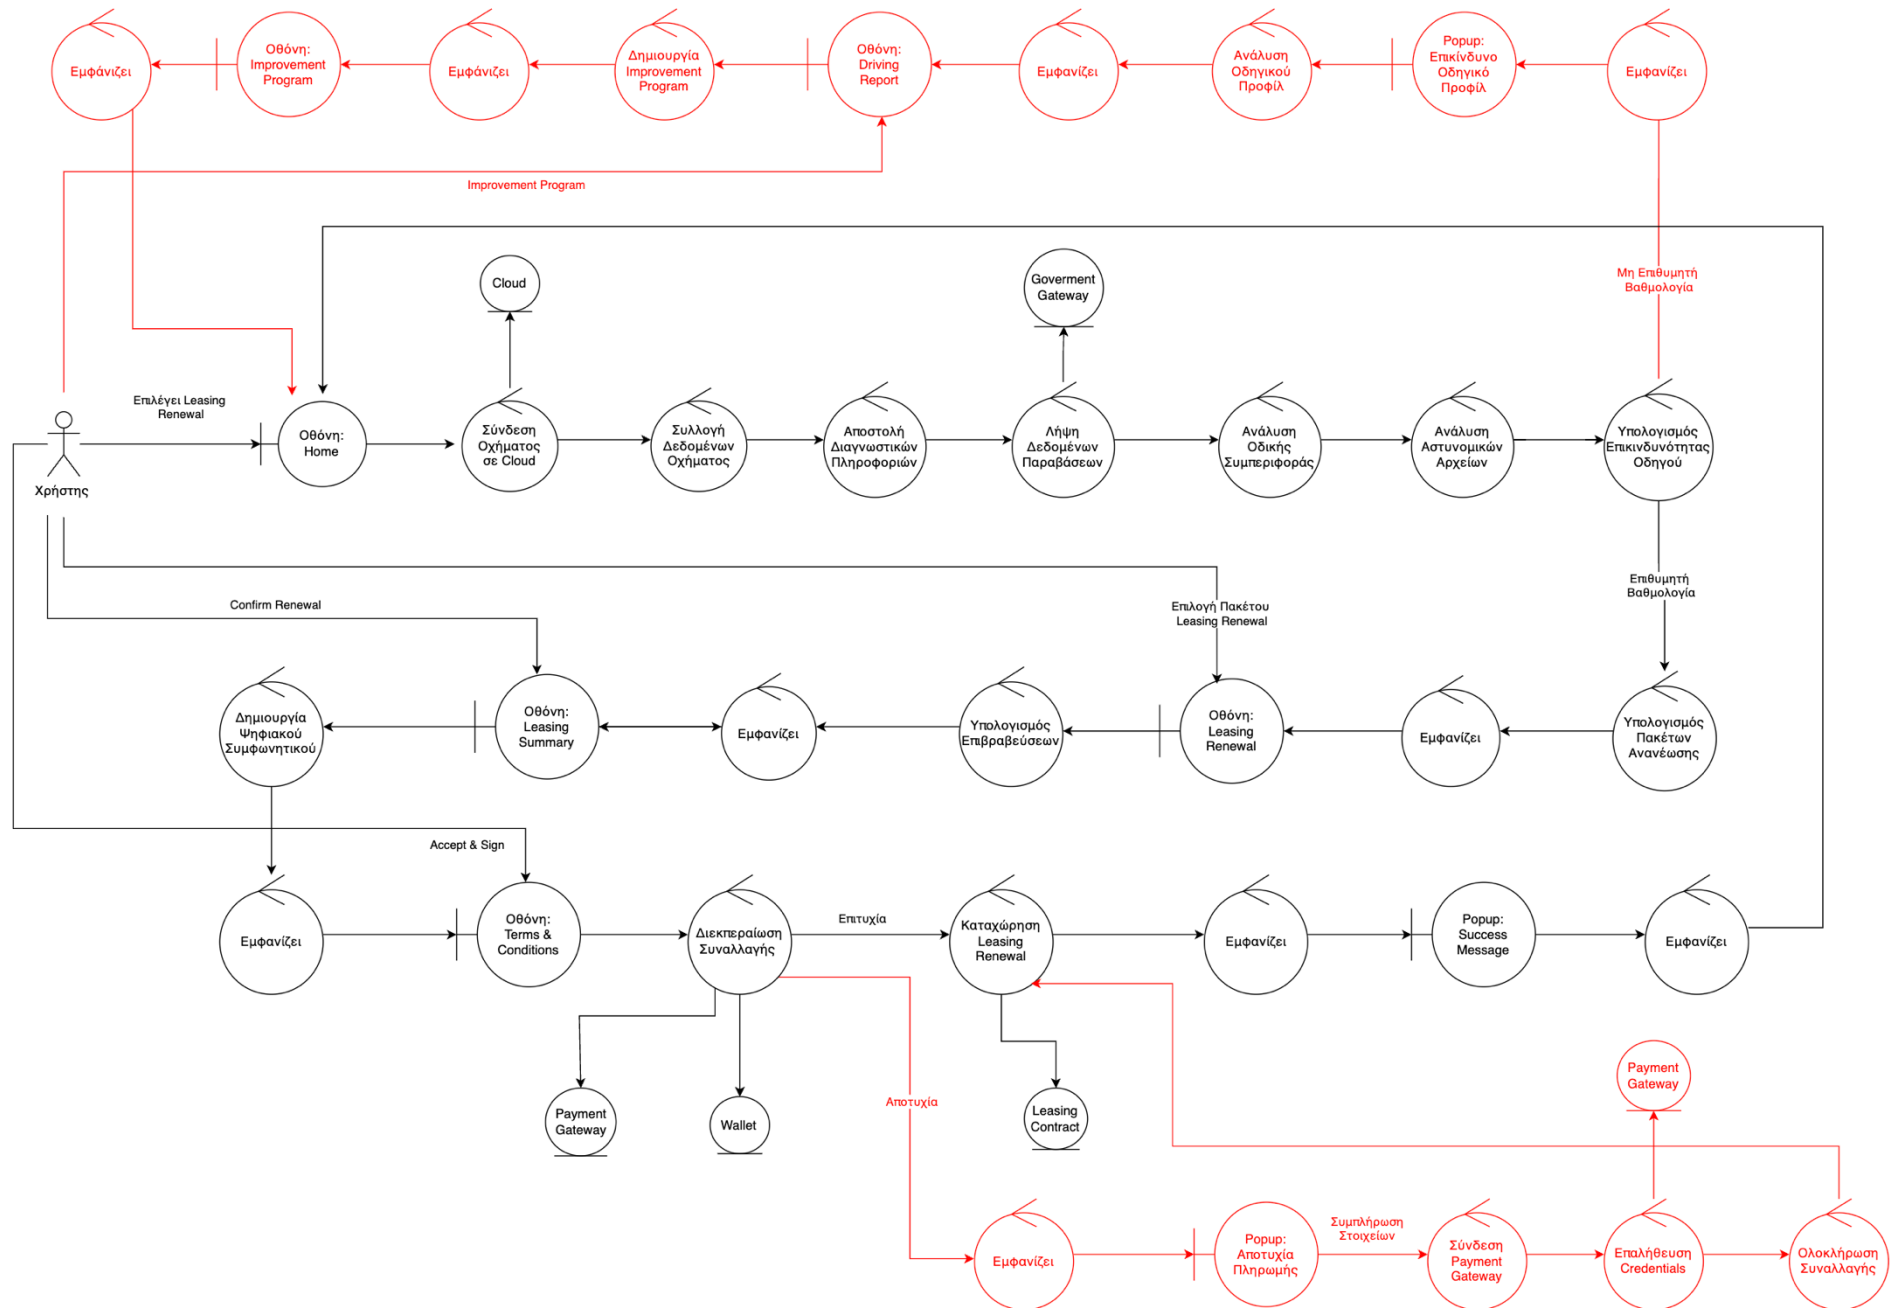 Εμφάνιζει
Οθόνη:
Improvement
Program
Εμφάνιζει
Δημιουργία
Improvement
Program
Οθόνη:
Driving
Report
Εμφανίζει
Ανάλυση
Οδηγικού
Προφίλ
Popup:
Επικίνδυνο
Οδηγικό
Προφίλ
Εμφανίζει
Improvement Program
Cloud
Goverment
Gateway
Μη Επιθυμητή
Βαθμολογία
Επιλέγει Leasing
Renewal
Χρήστης
Οθόνη:
Home
Σύνδεση
Οχήματος
σε Cloud
Συλλογή
Δεδομένων
Οχήματος
Αποστολή
Διαγνωστικών
Πληροφοριών
Λήψη
Δεδομένων
Παραβάσεων
Ανάλυση
Οδικής
Συμπεριφοράς
Ανάλυση
Αστυνομικών
Αρχείων
Υπολογισμός
Επικινδυνότητας
Οδηγού
Επιθυμητή
Βαθμολογία
Confirm Renewal
Επιλογή Πακέτου
Leasing Renewal
Δημιουργία
Ψηφιακού
Συμφωνητικού
Οθόνη:
Leasing
Summary
Εμφανίζει
Υπολογισμός
Επιβραβεύσεων
Οθόνη:
Leasing
Renewal
Εμφανίζει
Υπολογισμός
Πακέτων
Ανανέωσης
Accept & Sign
Εμφανίζει
Οθόνη:
Terms &
Conditions
Διεκπεραίωση
Συναλλαγής
Επιτυχία
Καταχώρηση
Leasing
Renewal
Εμφανίζει
Popup:
Success
Message
Εμφανίζει
Payment
Gateway
Wallet
Αποτυχία
Leasing
Contract
Payment
Gateway
Εμφανίζει
Popup:
Αποτυχία
Πληρωμής
Συμπλήρωση
Στοιχείων
Σύνδεση
Payment
Gateway
Επαλήθευση
Credentials
Ολοκλήρωση
Συναλλαγής